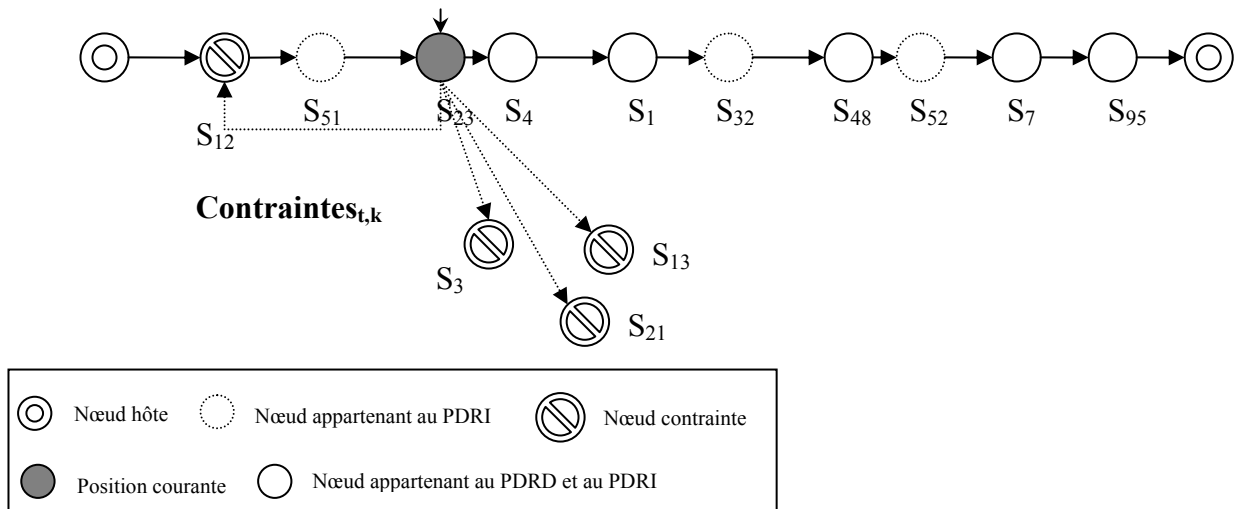 S12
S51
S23
S4
S1
S32
S48
S52
S7
S95
Contraintest,k
S3
S13
S21
Nœud hôte
Nœud appartenant au PDRI
Nœud contrainte
Position courante
Nœud appartenant au PDRD et au PDRI